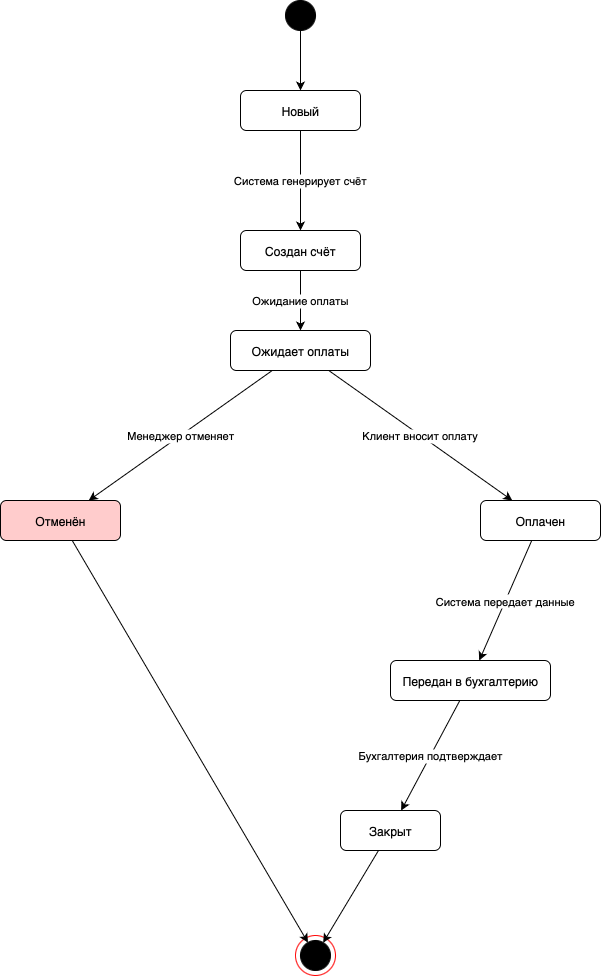 Новый
Система генерирует счёт
Создан счёт
Ожидание оплаты
Ожидает оплаты
Менеджер отменяет
Клиент вносит оплату
Отменён
Оплачен
Система передает данные
Передан в бухгалтерию
Бухгалтерия подтверждает
Закрыт